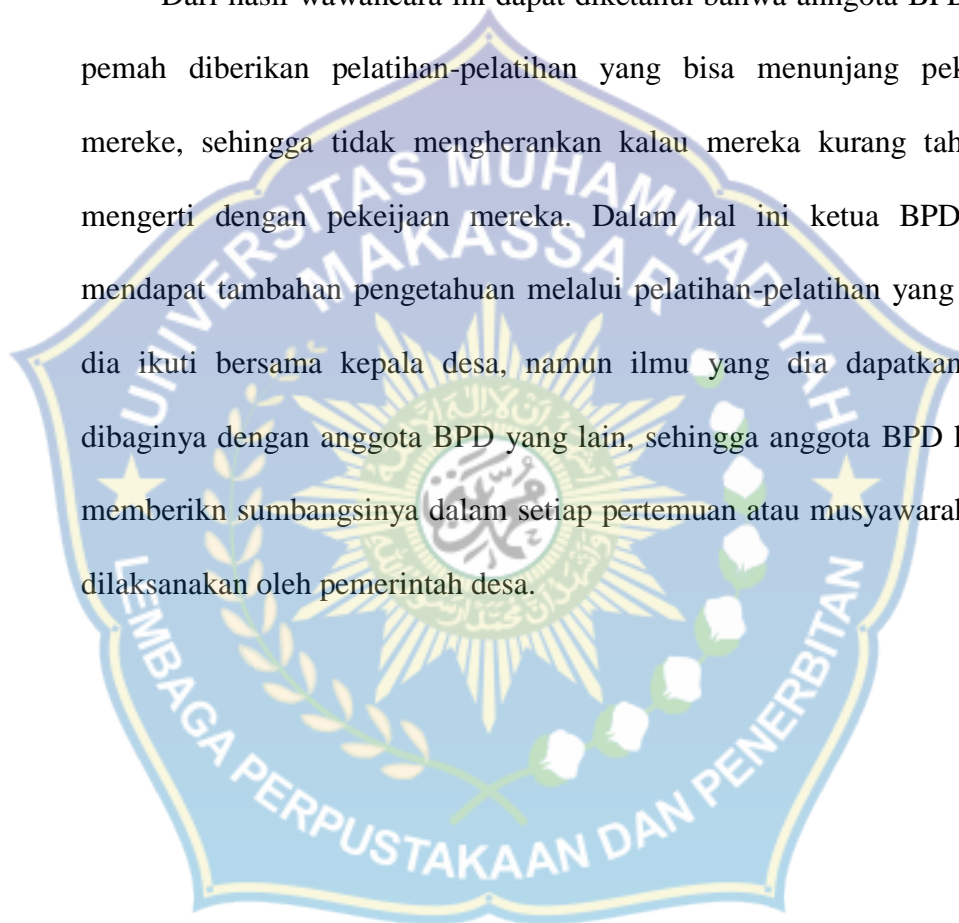 Dari hasil wawancara ini dapat diketahui bahwa anngota BPD
pemah diberikan pelatihan-pelatihan yang bisa menunjang pek
mereke, sehingga tidak mengherankan kalau mereka kurang tah
mengerti dengan pekeijaan mereka. Dalam hal ini ketua BPD
mendapat tambahan pengetahuan melalui pelatihan-pelatihan yang
dia ikuti bersama kepala desa, namun ilmu yang dia dapatkan
dibaginya dengan anggota BPD yang lain, sehingga anggota BPD
memberikn sumbangsinya dalam setiap pertemuan atau musyawarah
dilaksanakan oleh pemerintah desa.
UNIVERSITAS MUHAMMADIYAH
MAKASSAR
محمد
LEMBAGA PERPUSTAKAAN DAN PENERBITAN